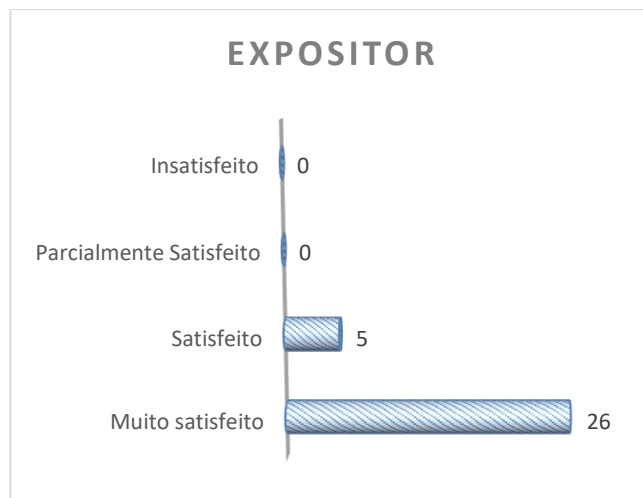 EXPOSITOR
Insatisfeito 0
Parcialmente Satisfeito 0
Satisfeito 5
Muito satisfeito 26